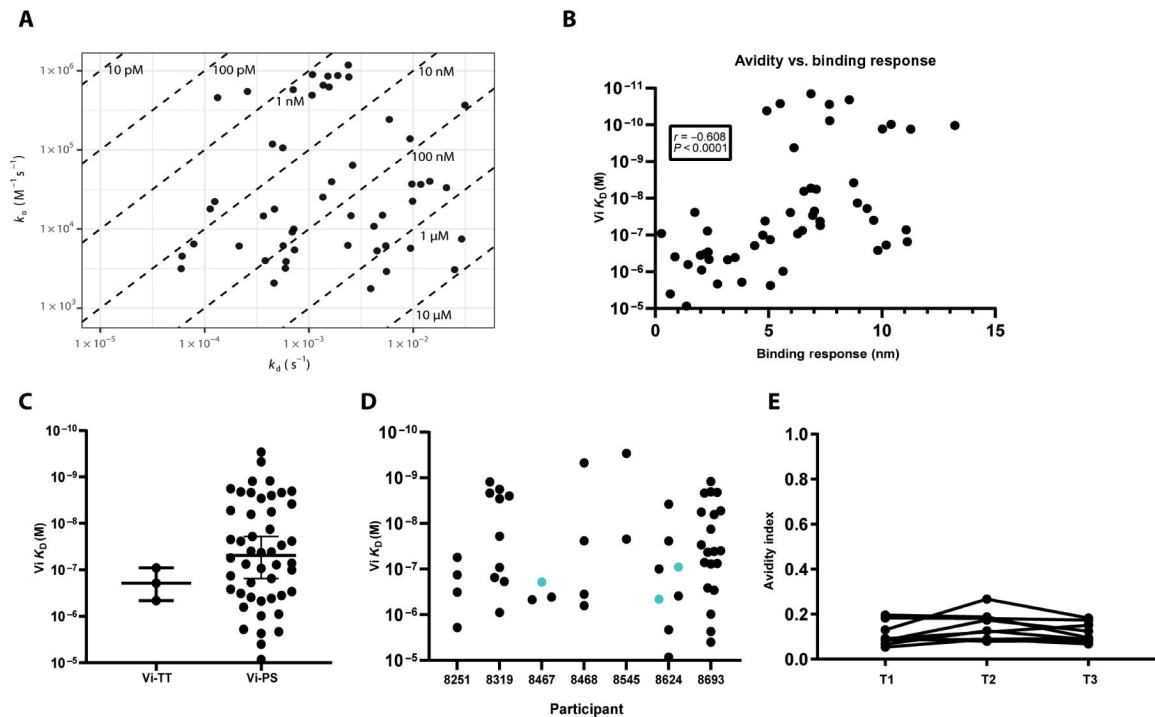 A
1 × 10⁶
1 × 10⁵
1 × 10⁴
1 × 10³
kₐ (M⁻¹ s⁻¹)
10 pM
100 pM
1 nM
10 nM
100 nM
1 μM
10 μM
1 × 10⁻⁵
1 × 10⁻⁴
1 × 10⁻³
1 × 10⁻²
k_d (s⁻¹)
B
Avidity vs. binding response
10⁻¹¹
10⁻¹⁰
10⁻⁹
10⁻⁸
10⁻⁷
10⁻⁶
10⁻⁵
Vi K_D (M)
r = −0.608
P < 0.0001
0
5
10
15
Binding response (nm)
C
10⁻¹⁰
10⁻⁹
10⁻⁸
10⁻⁷
10⁻⁶
10⁻⁵
Vi K_D (M)
Vi-TT
Vi-PS
D
10⁻¹⁰
10⁻⁹
10⁻⁸
10⁻⁷
10⁻⁶
10⁻⁵
Vi K_D (M)
8251
8319
8467
8468
8545
8624
8693
Participant
E
1.0
0.8
0.6
0.4
0.2
0.0
Avidity index
T1
T2
T3